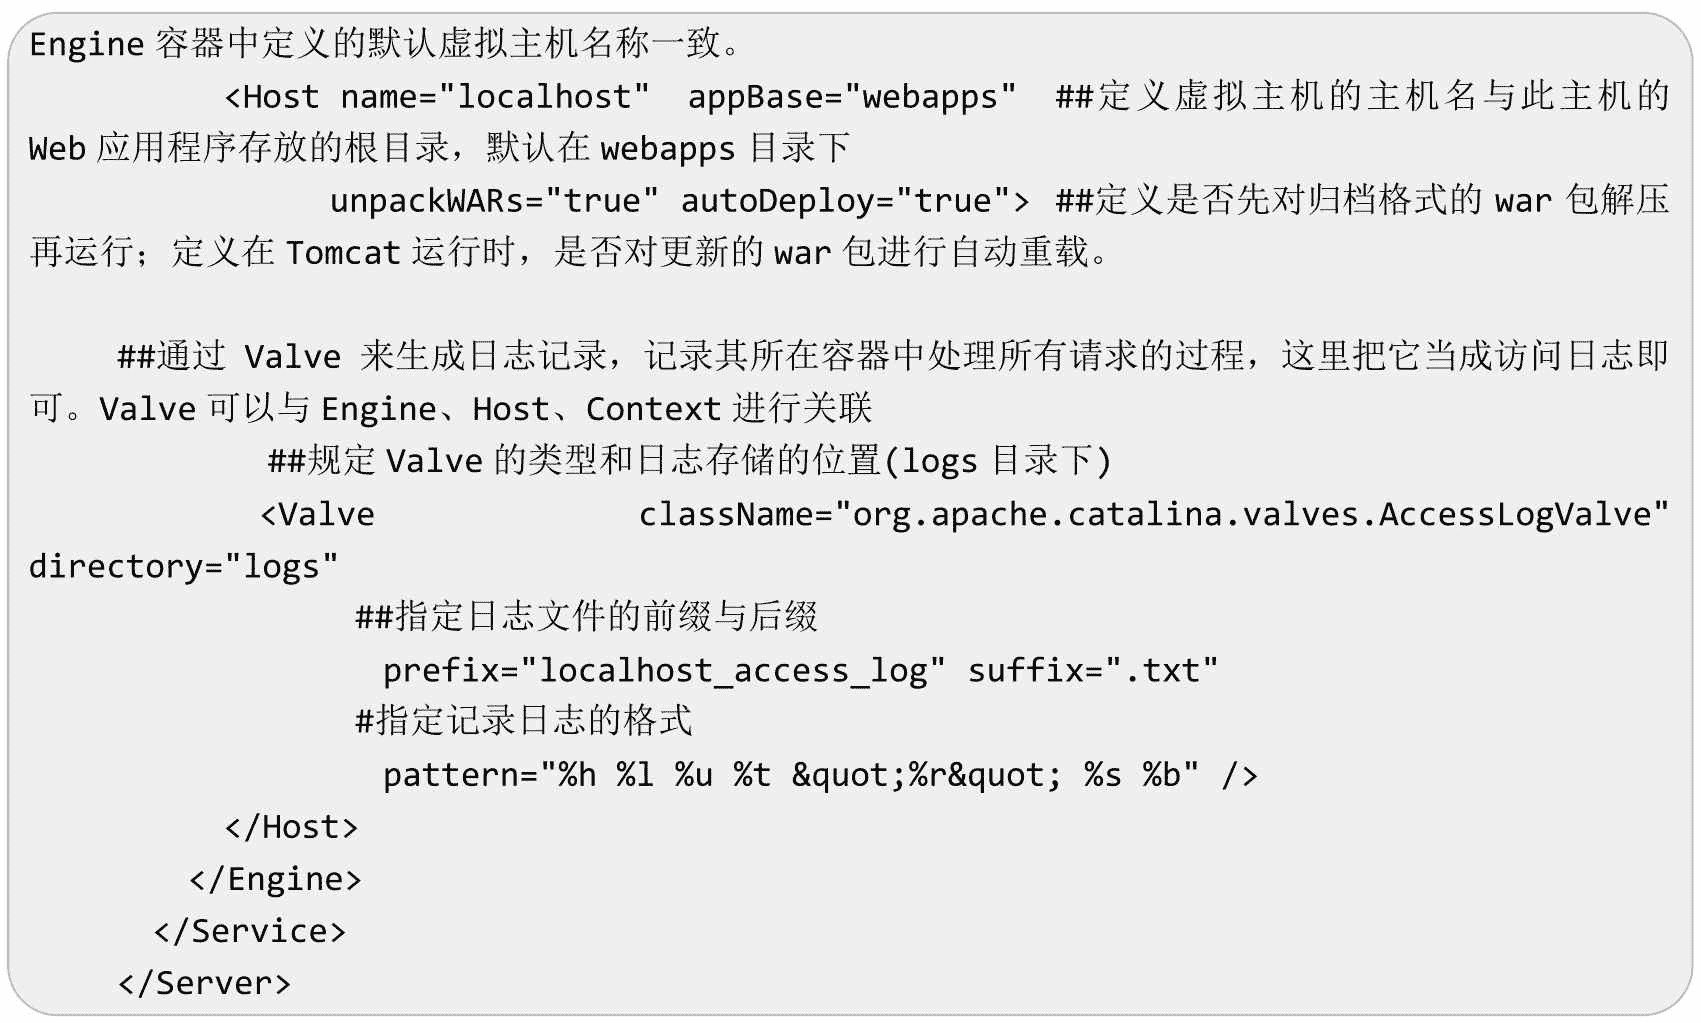 Engine 容器中定义的默认虚拟主机名称一致。
<Host name="localhost" appBase="webapps" ##定义虚拟主机的主机名与此主机的
Web 应用程序存放的根目录，默认在 webapps 目录下
unpackWARs="true" autoDeploy="true"> ##定义是否先对归档格式的 war 包解压
再运行；定义在 Tomcat 运行时，是否对更新的 war 包进行自动重载。
##通过 Valve 来生成日志记录，记录其所在容器中处理所有请求的过程，这里把它当成访问日志即
可。Valve 可以与 Engine、Host、Context 进行关联
##规定 Valve 的类型和日志存储的位置(logs 目录下)
<Valve className="org.apache.catalina.valves.AccessLogValve"
directory="logs"
##指定日志文件的前缀与后缀
prefix="localhost_access_log" suffix=".txt"
#指定记录日志的格式
pattern="%h %l %u %t &quot;%r&quot; %s %b" />
</Host>
</Engine>
</Service>
</Server>